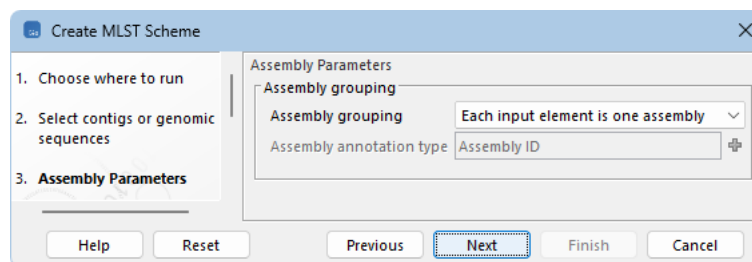 Create MLST Scheme
1. Choose where to run
2. Select contigs or genomic
sequences
3. Assembly Parameters
Assembly Parameters
Assembly grouping
Assembly grouping Each input element is one assembly
Assembly annotation type Assembly ID
Help Reset Previous Next Finish Cancel